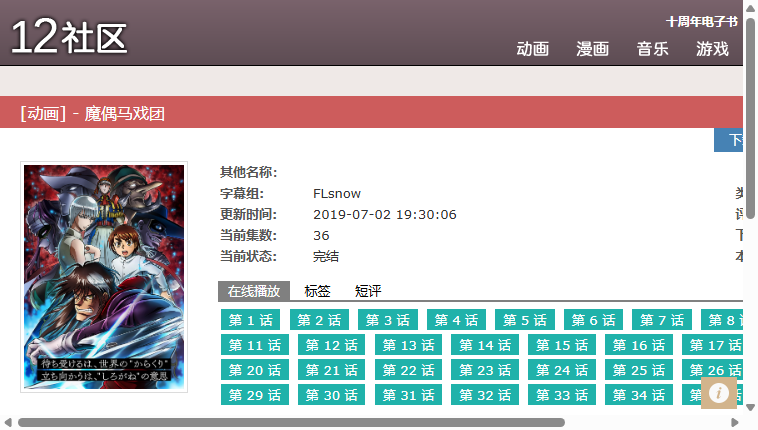 12社区
十周年电子书
动画 漫画 音乐 游戏
[动画] - 魔偶马戏团
其他名称:
字幕组: FLsnow
更新时间: 2019-07-02 19:30:06
当前集数: 36
当前状态: 完结
在线播放 标签 短评
第 1 话 第 2 话 第 3 话 第 4 话 第 5 话 第 6 话 第 7 话 第 8
第 11 话 第 12 话 第 13 话 第 14 话 第 15 话 第 16 话 第 17 话
第 20 话 第 21 话 第 22 话 第 23 话 第 24 话 第 25 话 第 26 话
第 29 话 第 30 话 第 31 话 第 32 话 第 33 话 第 34 话
待ち受けるは、世界の"からくり"
立ち向かうは、"しろがね"の意思